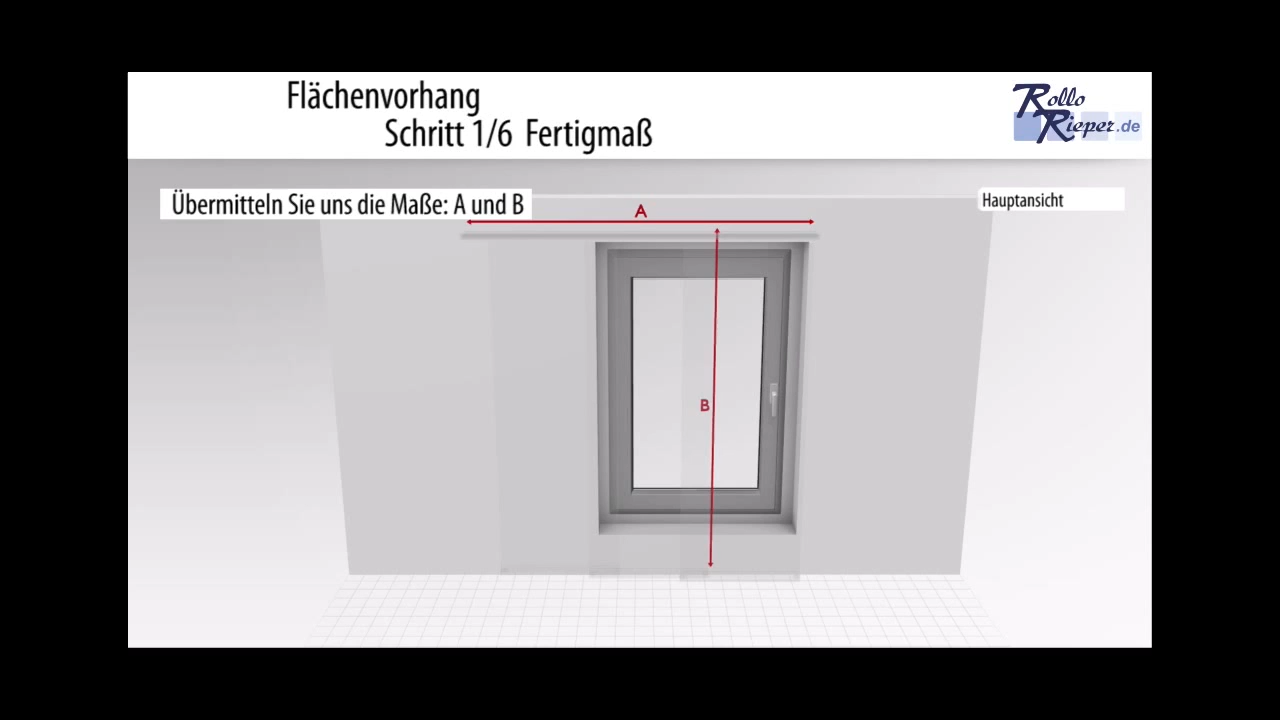 Flächenvorhang
Schritt 1/6 Fertigmaß
Rollo
Rieper.de
Übermitteln Sie uns die Maße: A und B
Hauptansicht
A
B